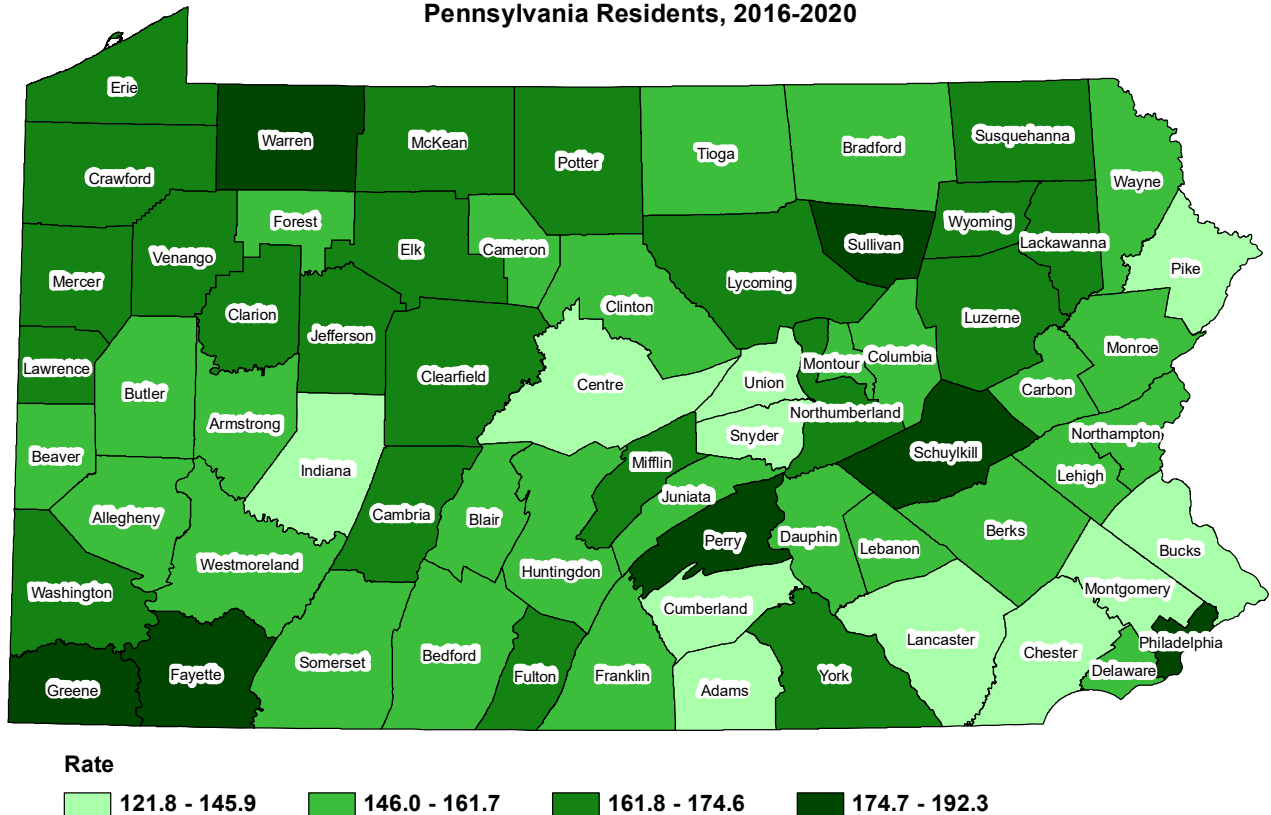 Pennsylvania Residents, 2016-2020
Erie
Warren
McKean
Potter
Tioga
Bradford
Susquehanna
Crawford
Wayne
Forest
Venango
Elk
Cameron
Sullivan
Wyoming
Lackawanna
Mercer
Lycoming
Pike
Clarion
Clinton
Luzerne
Jefferson
Monroe
Lawrence
Montour
Columbia
Butler
Clearfield
Centre
Union
Carbon
Armstrong
Northumberland
Snyder
Northampton
Beaver
Indiana
Mifflin
Schuylkill
Lehigh
Juniata
Allegheny
Cambria
Blair
Perry
Dauphin
Berks
Lebanon
Bucks
Westmoreland
Huntingdon
Washington
Montgomery
Cumberland
Lancaster
Philadelphia
Greene
Fayette
Somerset
Bedford
Fulton
Franklin
Adams
York
Chester
Delaware
Rate
121.8 - 145.9
146.0 - 161.7
161.8 - 174.6
174.7 - 192.3